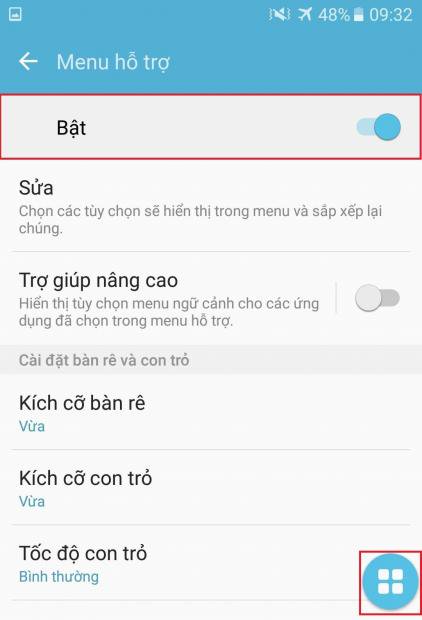 48% 09:32
Menu hỗ trợ
Bật
Sửa
Chọn các tùy chọn sẽ hiển thị trong menu và sắp xếp lại
chúng.
Trợ giúp nâng cao
Hiển thị tùy chọn menu ngữ cảnh cho các ứng
dụng đã chọn trong menu hỗ trợ.
Cài đặt bàn rê và con trỏ
Kích cỡ bàn rê
Vừa
Kích cỡ con trỏ
Vừa
Tốc độ con trỏ
Bình thường